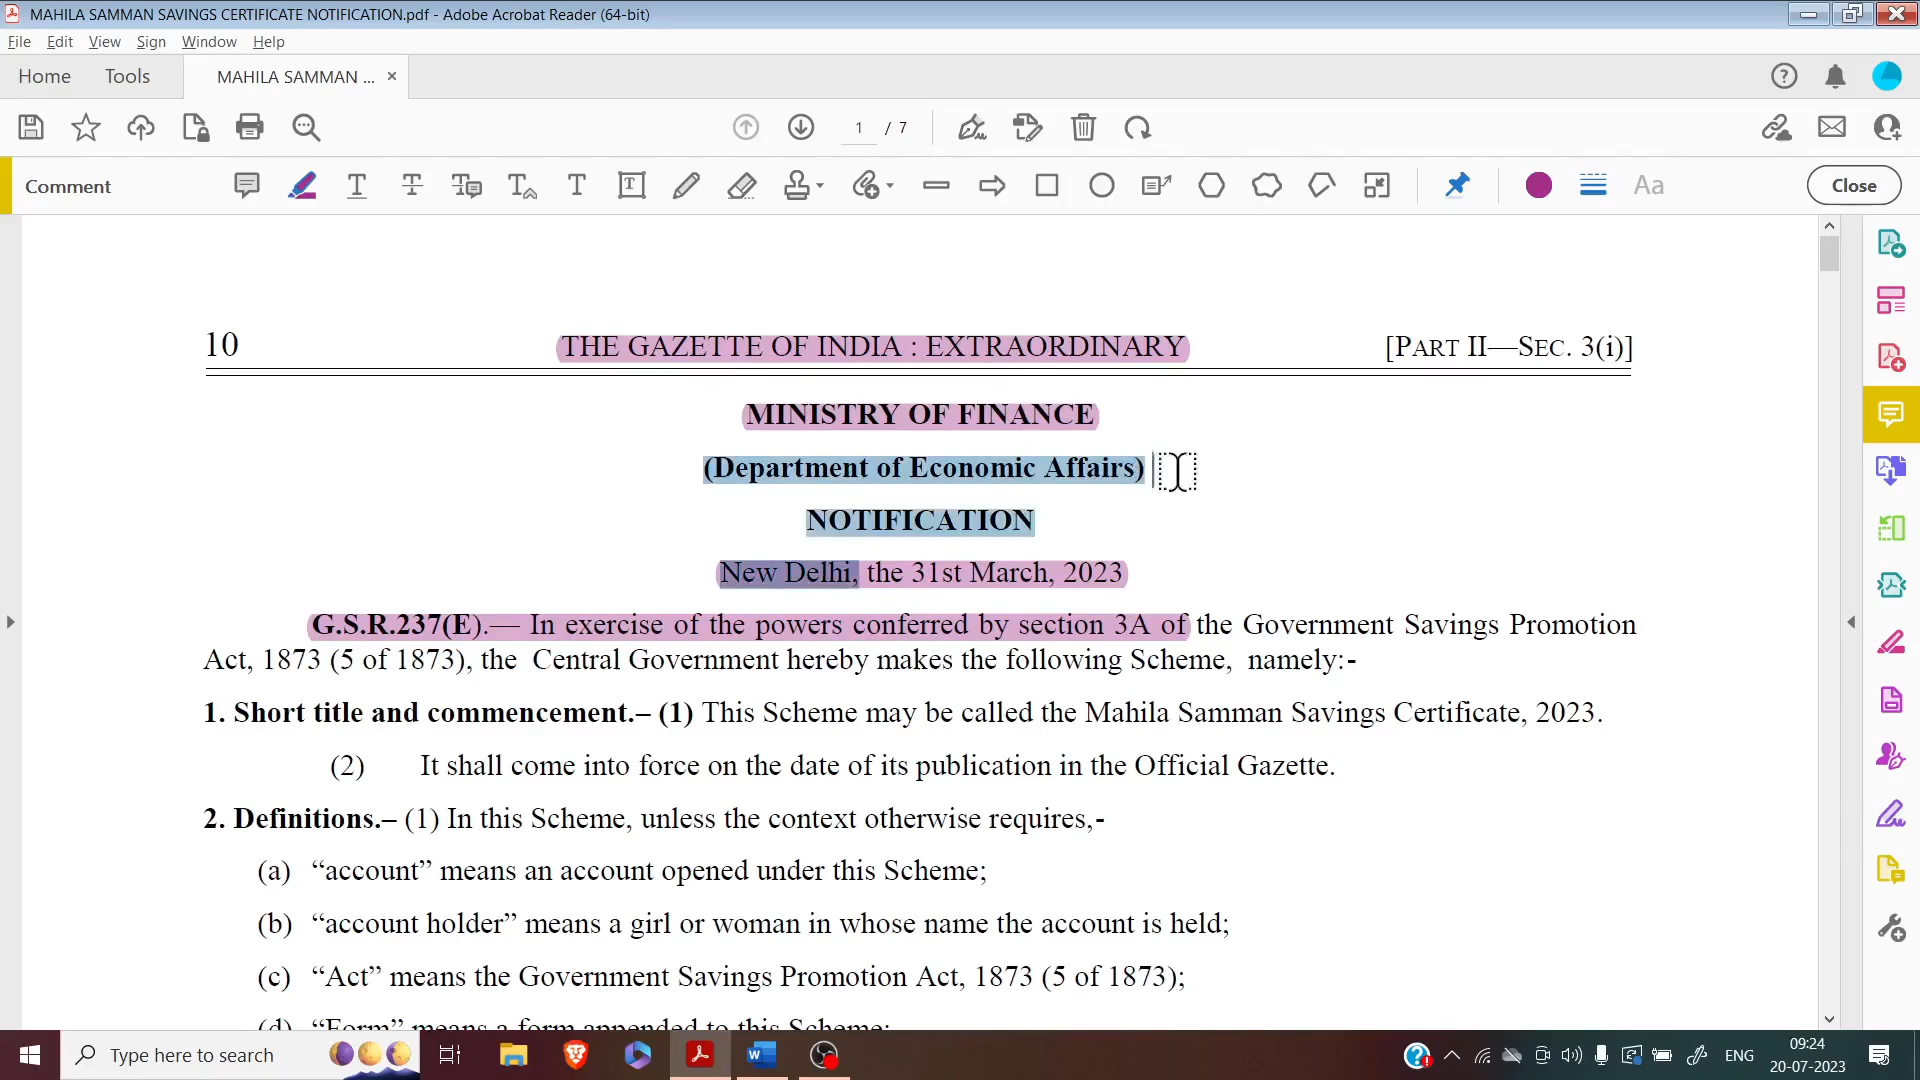 MAHILA SAMMAN SAVINGS CERTIFICATE NOTIFICATION.pdf - Adobe Acrobat Reader (64-bit)
File Edit View Sign Window Help
Home Tools MAHILA SAMMAN ... ×
1 / 7
Comment Aa Close
10 THE GAZETTE OF INDIA : EXTRAORDINARY [PART II—SEC. 3(i)]
MINISTRY OF FINANCE
(Department of Economic Affairs)
NOTIFICATION
New Delhi, the 31st March, 2023
G.S.R.237(E).— In exercise of the powers conferred by section 3A of the Government Savings Promotion
Act, 1873 (5 of 1873), the Central Government hereby makes the following Scheme, namely:-
1. Short title and commencement.– (1) This Scheme may be called the Mahila Samman Savings Certificate, 2023.
(2) It shall come into force on the date of its publication in the Official Gazette.
2. Definitions.– (1) In this Scheme, unless the context otherwise requires,-
(a) “account” means an account opened under this Scheme;
(b) “account holder” means a girl or woman in whose name the account is held;
(c) “Act” means the Government Savings Promotion Act, 1873 (5 of 1873);
(d) “Form” means a form appended to this Scheme;
Type here to search ENG 09:24
20-07-2023